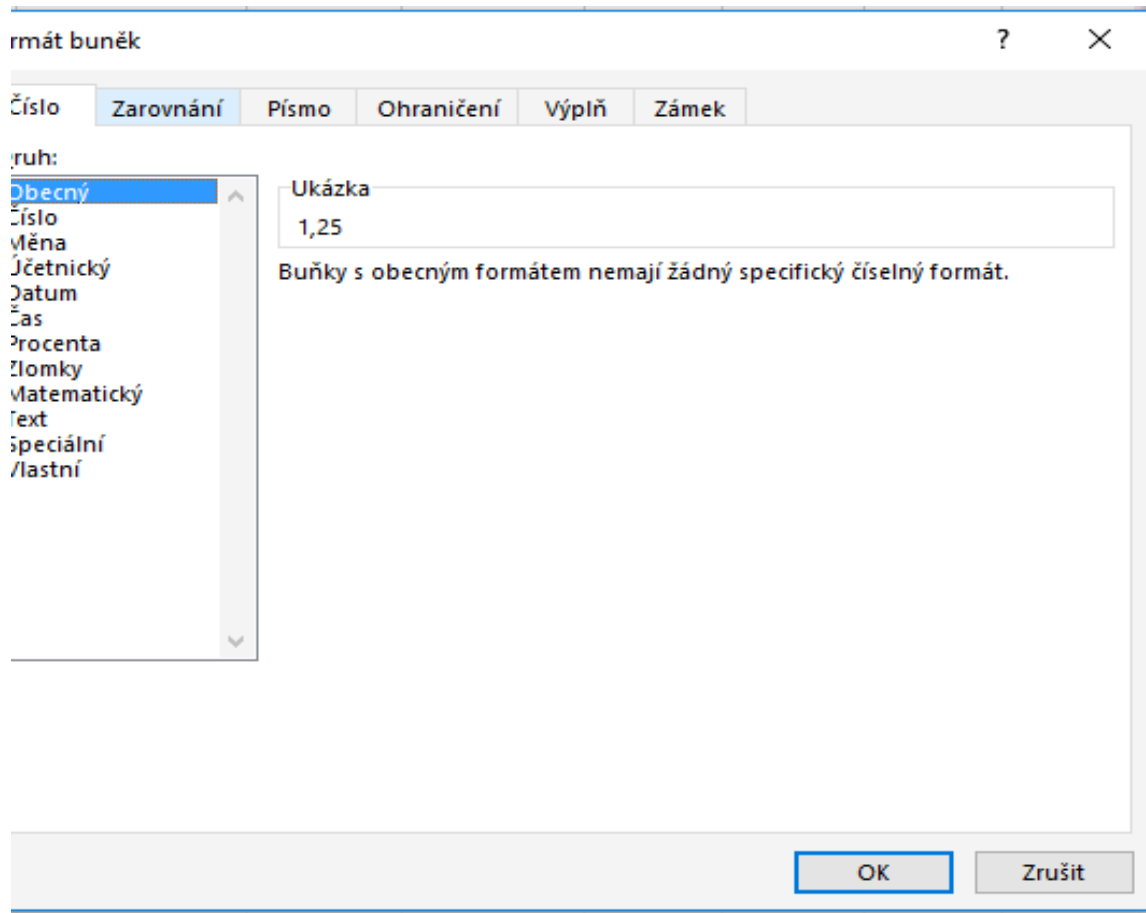 rmát buněk
?
Číslo Zarovnání Písmo Ohraničení Výplň Zámek
ruh:
Obecný
Číslo
Měna
Účetnický
Datum
Čas
Procenta
Zlomky
Matematický
Text
Speciální
Vlastní
Ukázka
1,25
Buňky s obecným formátem nemají žádný specifický číselný formát.
OK Zrušit